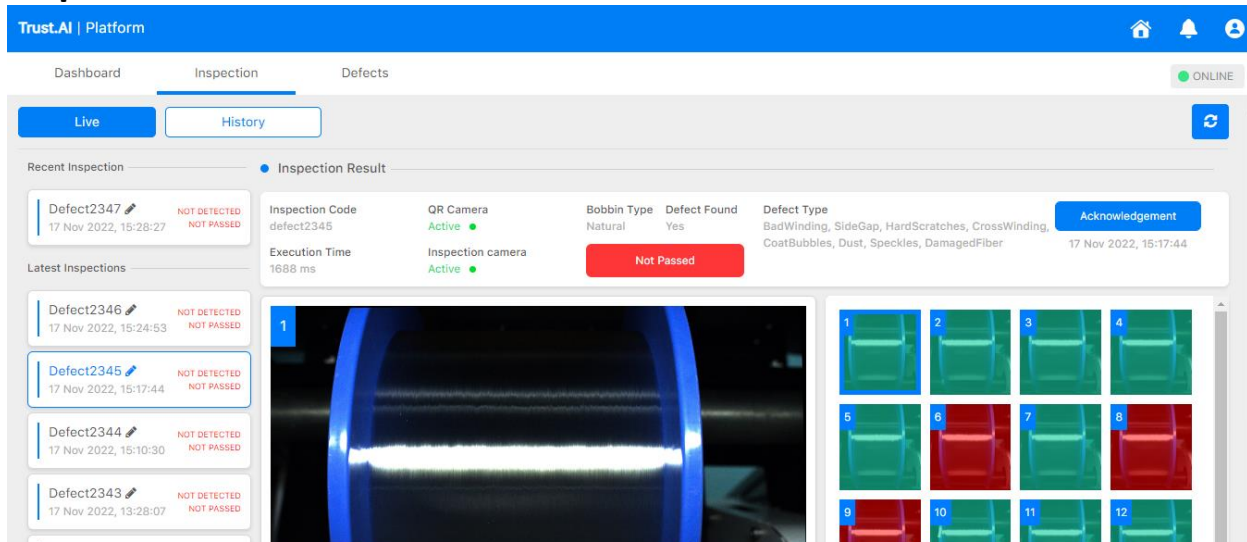 Trust.AI | Platform
Dashboard Inspection Defects
ONLINE
Live History
Recent Inspection
Inspection Result
Defect2347
NOT DETECTED
17 Nov 2022, 15:28:27
NOT PASSED
Inspection Code
defect2345
QR Camera
Active
Bobbin Type
Natural
Defect Found
Yes
Defect Type
BadWinding, SideGap, HardScratches, CrossWinding,
CoatBubbles, Dust, Speckles, DamagedFiber
Acknowledgement
17 Nov 2022, 15:17:44
Execution Time
1688 ms
Inspection camera
Active
Not Passed
Latest Inspections
Defect2346
NOT DETECTED
17 Nov 2022, 15:24:53
NOT PASSED
Defect2345
NOT DETECTED
17 Nov 2022, 15:17:44
NOT PASSED
Defect2344
NOT DETECTED
17 Nov 2022, 15:10:30
NOT PASSED
Defect2343
NOT DETECTED
17 Nov 2022, 13:28:07
NOT PASSED
1
1 2 3 4
5 6 7 8
9 10 11 12